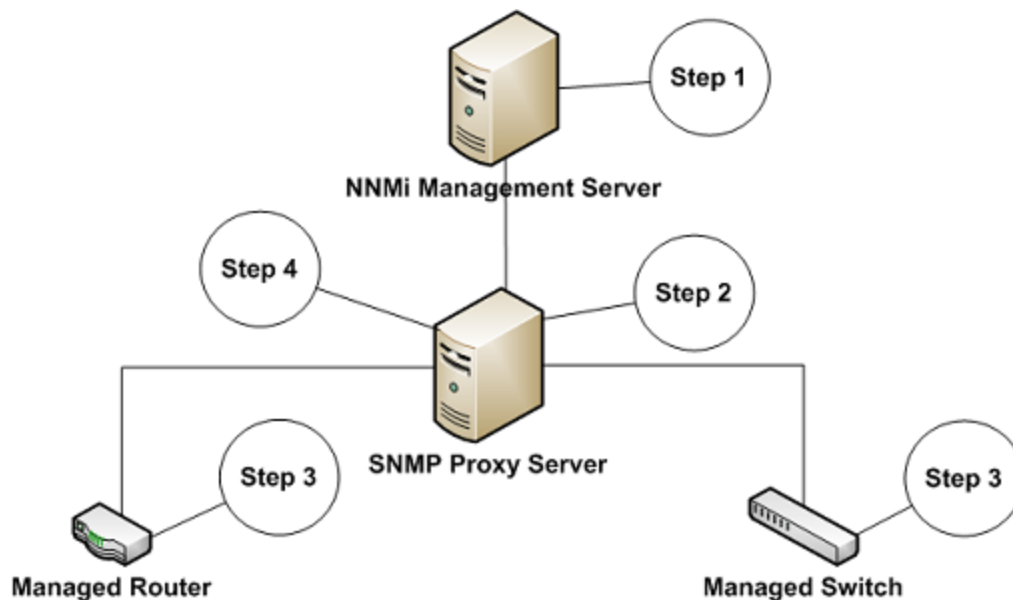 Step 1
NNMi Management Server
Step 4
Step 2
SNMP Proxy Server
Step 3
Step 3
Managed Router
Managed Switch